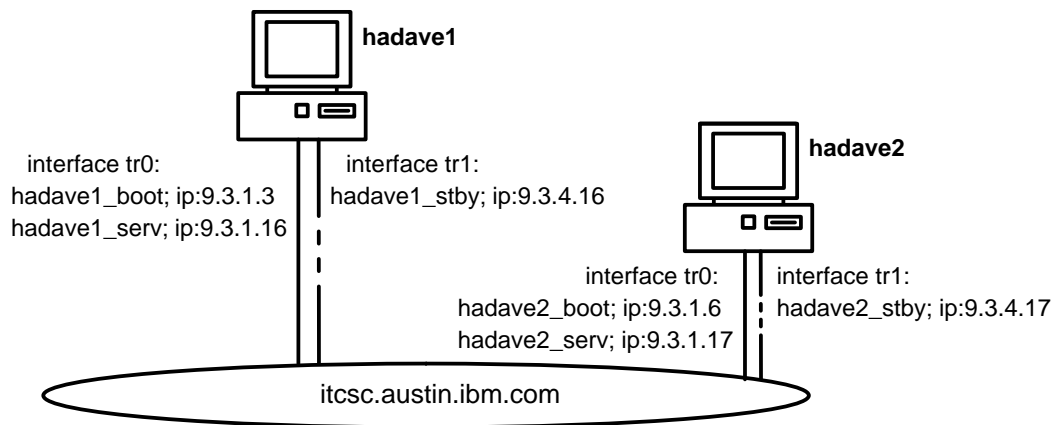 hadave1
interface tr0:
hadave1_boot; ip:9.3.1.3
hadave1_serv; ip:9.3.1.16
interface tr1:
hadave1_stby; ip:9.3.4.16
hadave2
interface tr0:
hadave2_boot; ip:9.3.1.6
hadave2_serv; ip:9.3.1.17
interface tr1:
hadave2_stby; ip:9.3.4.17
itcsc.austin.ibm.com